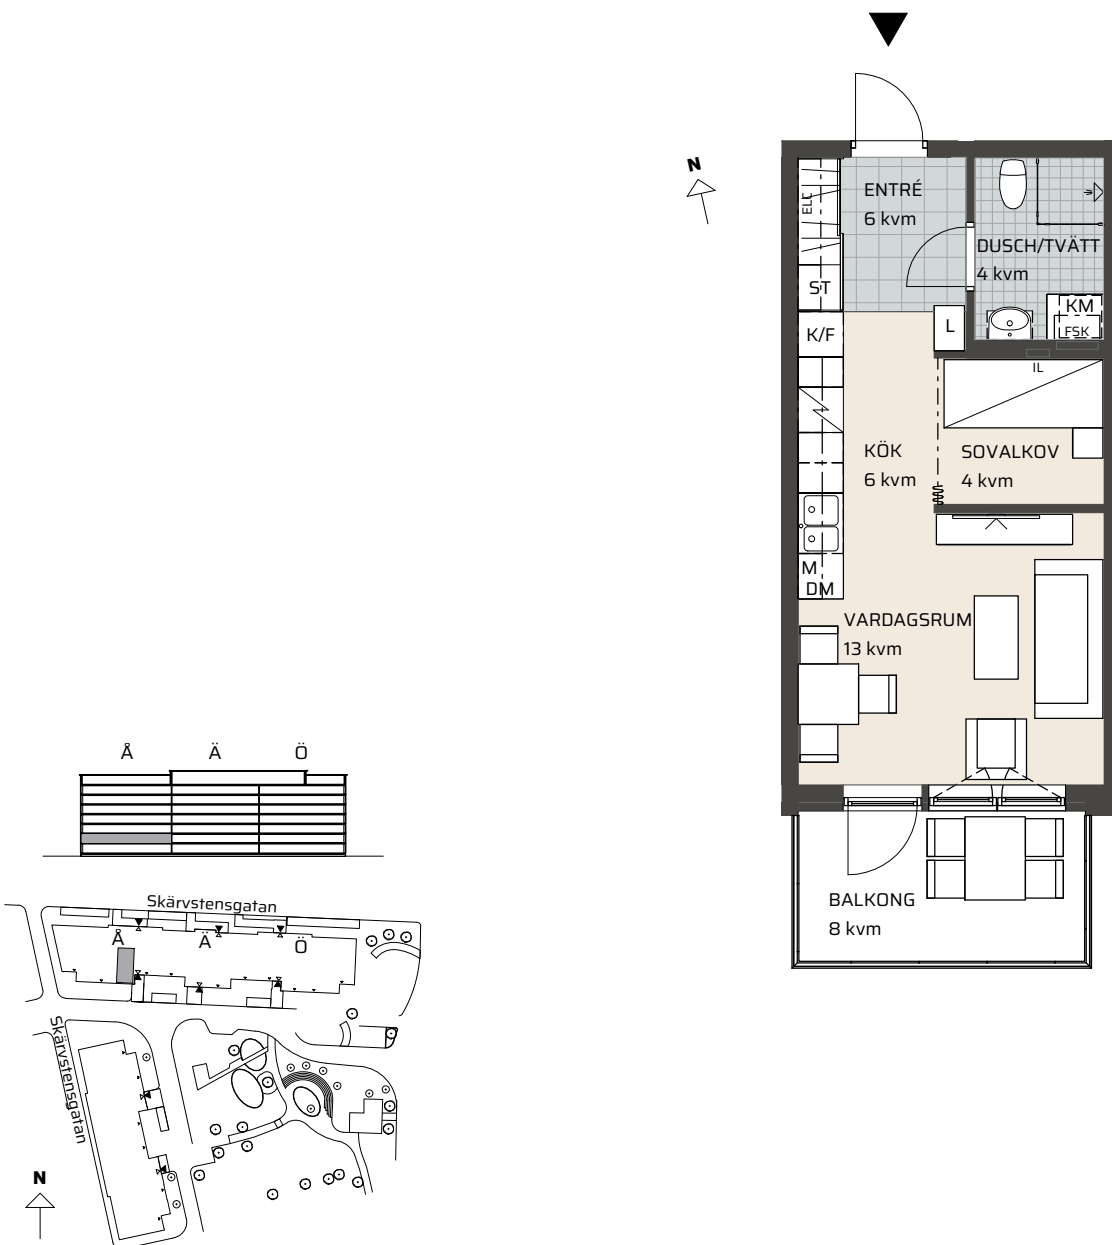 N
ENTRÉ
6 kvm
ELC
DUSCH/TVÄTT
4 kvm
ST
KM
FSK
L
K/F
IL
KÖK
6 kvm
SOVALKOV
4 kvm
M
DM
VARDAGSRUM
13 kvm
BALKONG
8 kvm
Å Ä Ö
Skärvstensgatan
Å Ä Ö
Skärvstensgatan
N